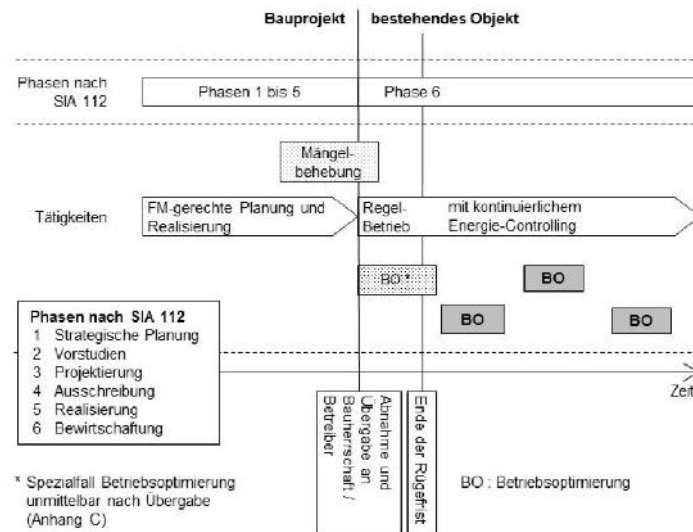 Bauprojekt
bestehendes Objekt
Phasen nach
SIA 112
Phasen 1 bis 5
Phase 6
Mängel-
behebung
Tätigkeiten
FM-gerechte Planung und
Realisierung
Regel-
Betrieb
mit kontinuierlichem
Energie-Controlling
BO *
BO
BO
BO
Phasen nach SIA 112
1 Strategische Planung
2 Vorstudien
3 Projektierung
4 Ausschreibung
5 Realisierung
6 Bewirtschaftung
Zeit
Abnahme und
Übergabe an
Bauherrschaft /
Betreiber
Ende der Rügefrist
* Spezialfall Betriebsoptimierung
unmittelbar nach Übergabe
(Anhang C)
BO : Betriebsoptimierung